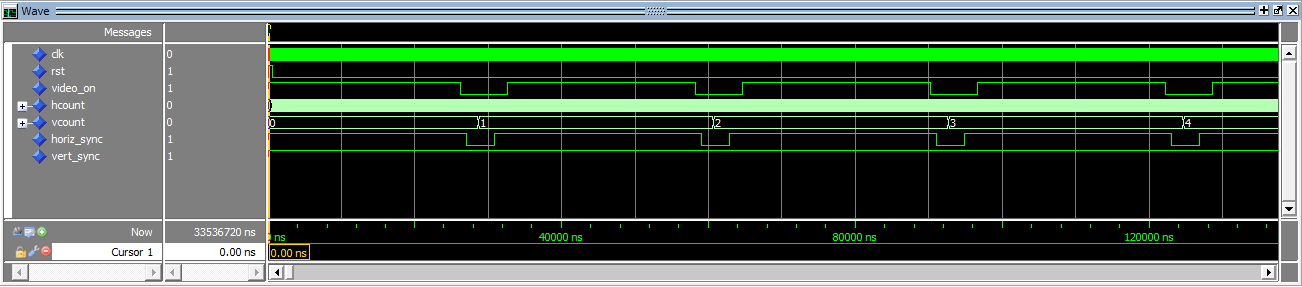 Wave
Messages
clk 0
rst 1
video_on 1
hcount 0 0
vcount 0 0 1 2 3 4
horiz_sync 1
vert_sync 1
Now 33536720 ns ns 40000 ns 80000 ns 120000 ns
Cursor 1 0.00 ns 0.00 ns